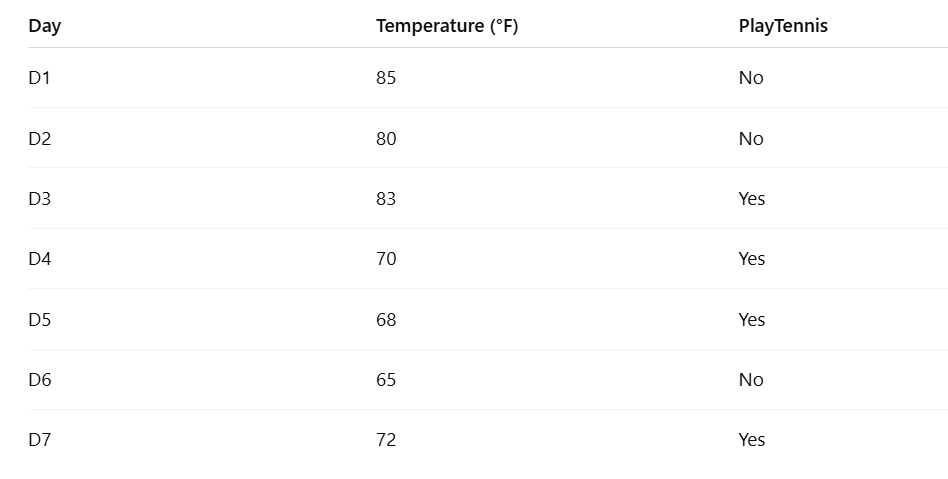 Day Temperature (°F) PlayTennis
D1 85 No
D2 80 No
D3 83 Yes
D4 70 Yes
D5 68 Yes
D6 65 No
D7 72 Yes